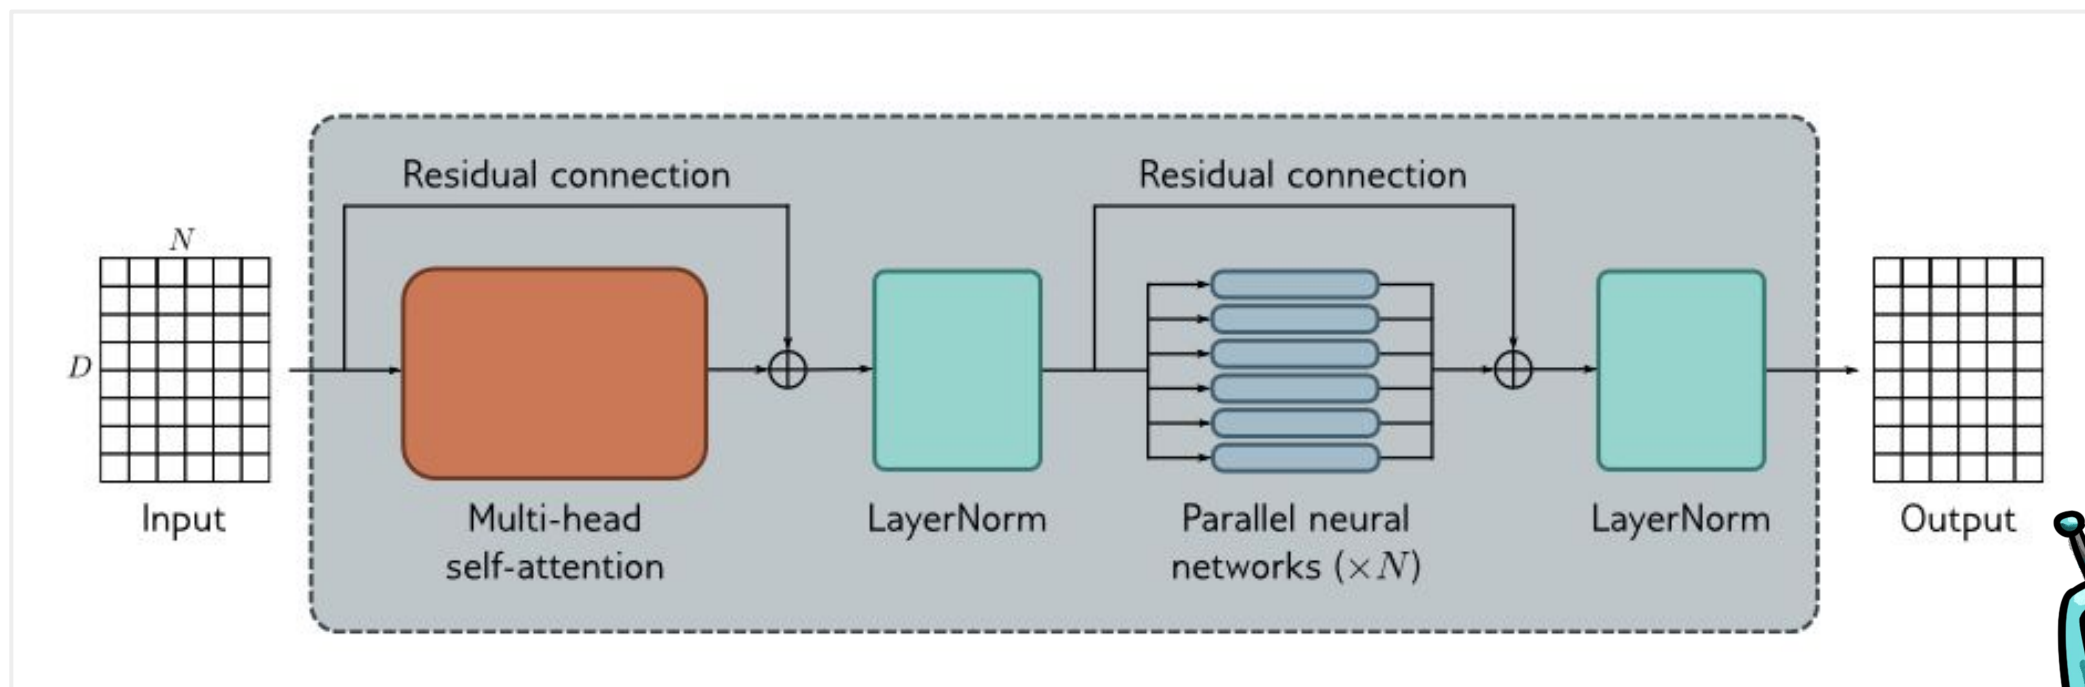 Residual connection
Residual connection
N
D
Input
Multi-head
self-attention
LayerNorm
Parallel neural
networks (×N)
LayerNorm
Output